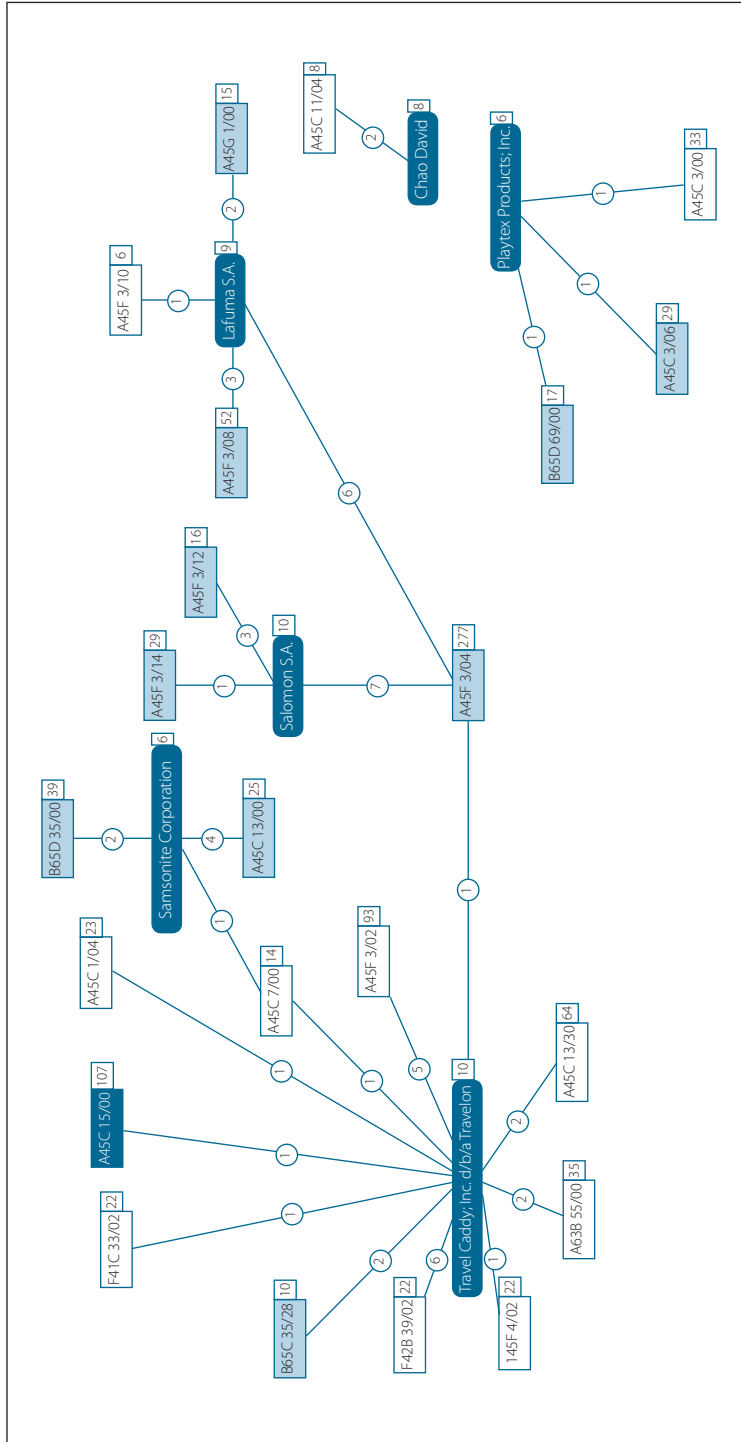 B65D 35/00 39
A45C 1/04 23
A45C 15/00 107
F41C 33/02 22
2
A45F 3/10 6
A45F 3/14 29
Samsonite Corporation 6
1
A45F 3/12 16
4
1
3
A45F 3/08 52
3
Lafuma S.A. 9
2
A45G 1/00 15
1
A45C 13/00 25
1
1
1
B65C 35/28 10
A45C 7/00 14
Salomon S.A. 10
A45C 11/04 8
6
1
2
7
2
A45F 3/02 93
F42B 39/02 22
6
5
Chao David 8
Travel Caddy; Inc. d/b/a Travelon 10
1
A45F 3/04 277
1
145F 4/02 22
2
2
Playtex Products; Inc. 6
1
B65D 69/00 17
A63B 55/00 35
A45C 13/30 64
1
1
A45C 3/06 29
A45C 3/00 33